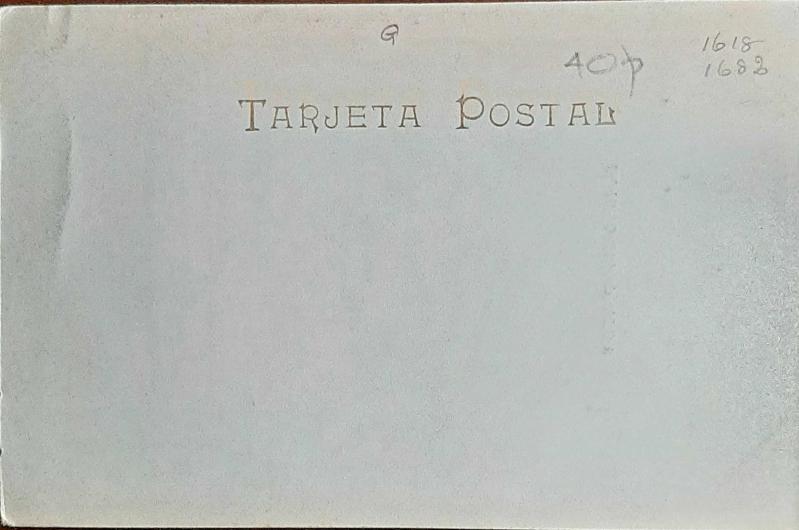 G
40p
1618
1682
TARJETA POSTAL